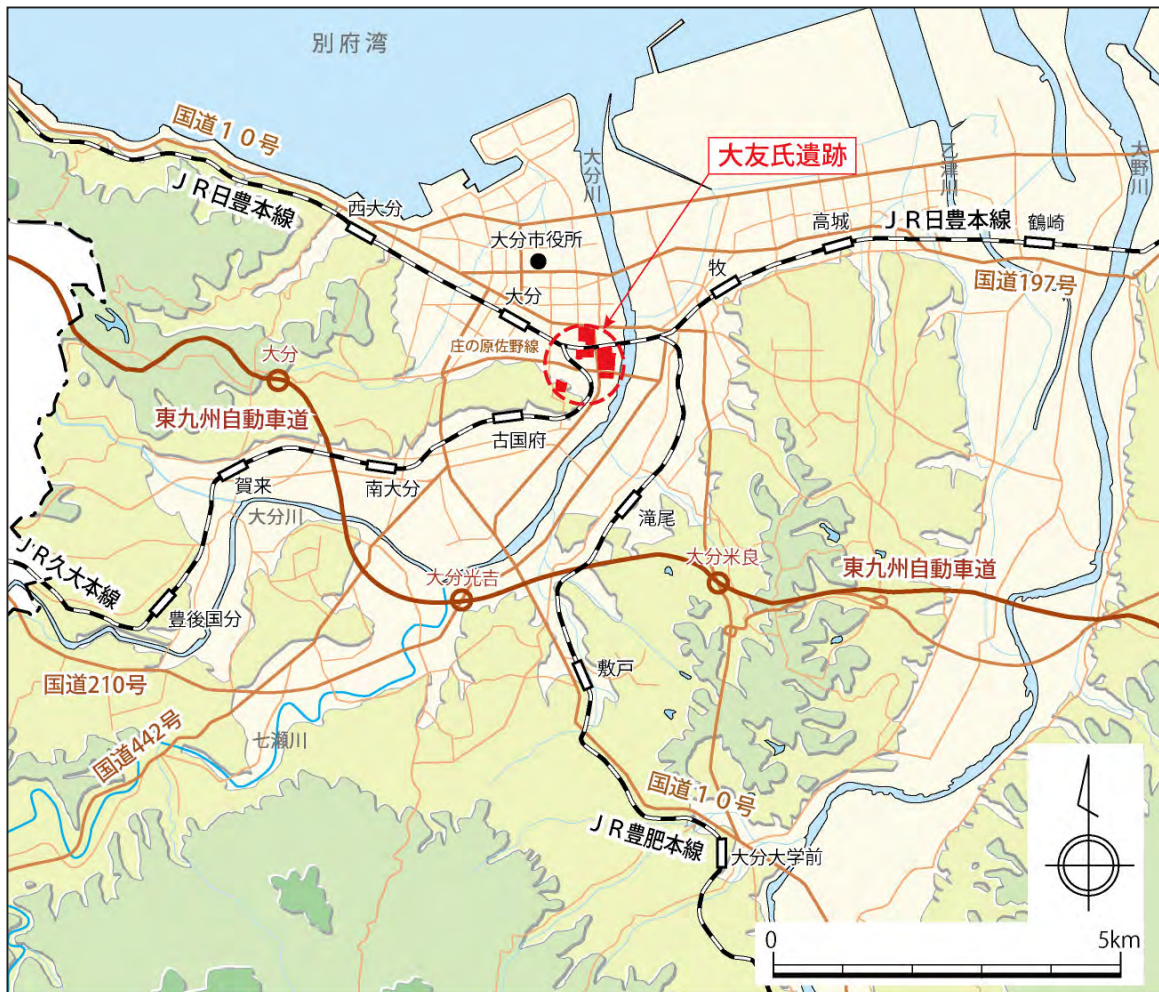 別府湾
国道１０号
大友氏遺跡
大分川
乙津川
大野川
ＪＲ日豊本線
西大分
大分市役所
高城
ＪＲ日豊本線
鶴崎
牧
国道197号
大分
庄の原佐野線
大分
東九州自動車道
古国府
南大分
賀来
大分川
滝尾
ＪＲ久大本線
大分光吉
大分米良
東九州自動車道
豊後国分
敷戸
国道210号
国道442号
七瀬川
国道１０号
ＪＲ豊肥本線
大分大学前
0
5km